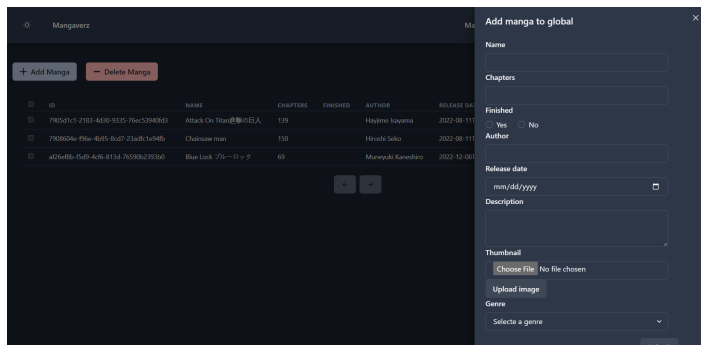 Mangaverz
Ma
Add manga to global
Add Manga
Delete Manga
ID NAME CHAPTERS FINISHED AUTHOR RELEASE DAT
7905d1c1-2183-4d30-9335-76ec53940fd3 Attack On Titan進撃の巨人 139 Hayjime Isayama 2022-08-11T
7908604e-f96e-4b95-8cd7-23adfc1e94fb Chainsaw man 150 Hiroshi Seko 2022-08-11T
af26ef8b-f5d9-4cf6-813d-76590b2393b0 Blue Lock ブルーロック 69 Muneyuki Kaneshiro 2022-12-08T
Name
Chapters
Finished
Yes No
Author
Release date
mm/dd/yyyy
Description
Thumbnail
Choose File No file chosen
Upload image
Genre
Selecte a genre